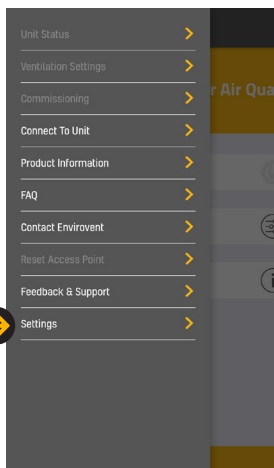 Unit Status
Ventilation Settings
r Air Qua
Commissioning
Connect To Unit
Product Information
FAQ
Contact Envirovent
Reset Access Point
Feedback & Support
Settings